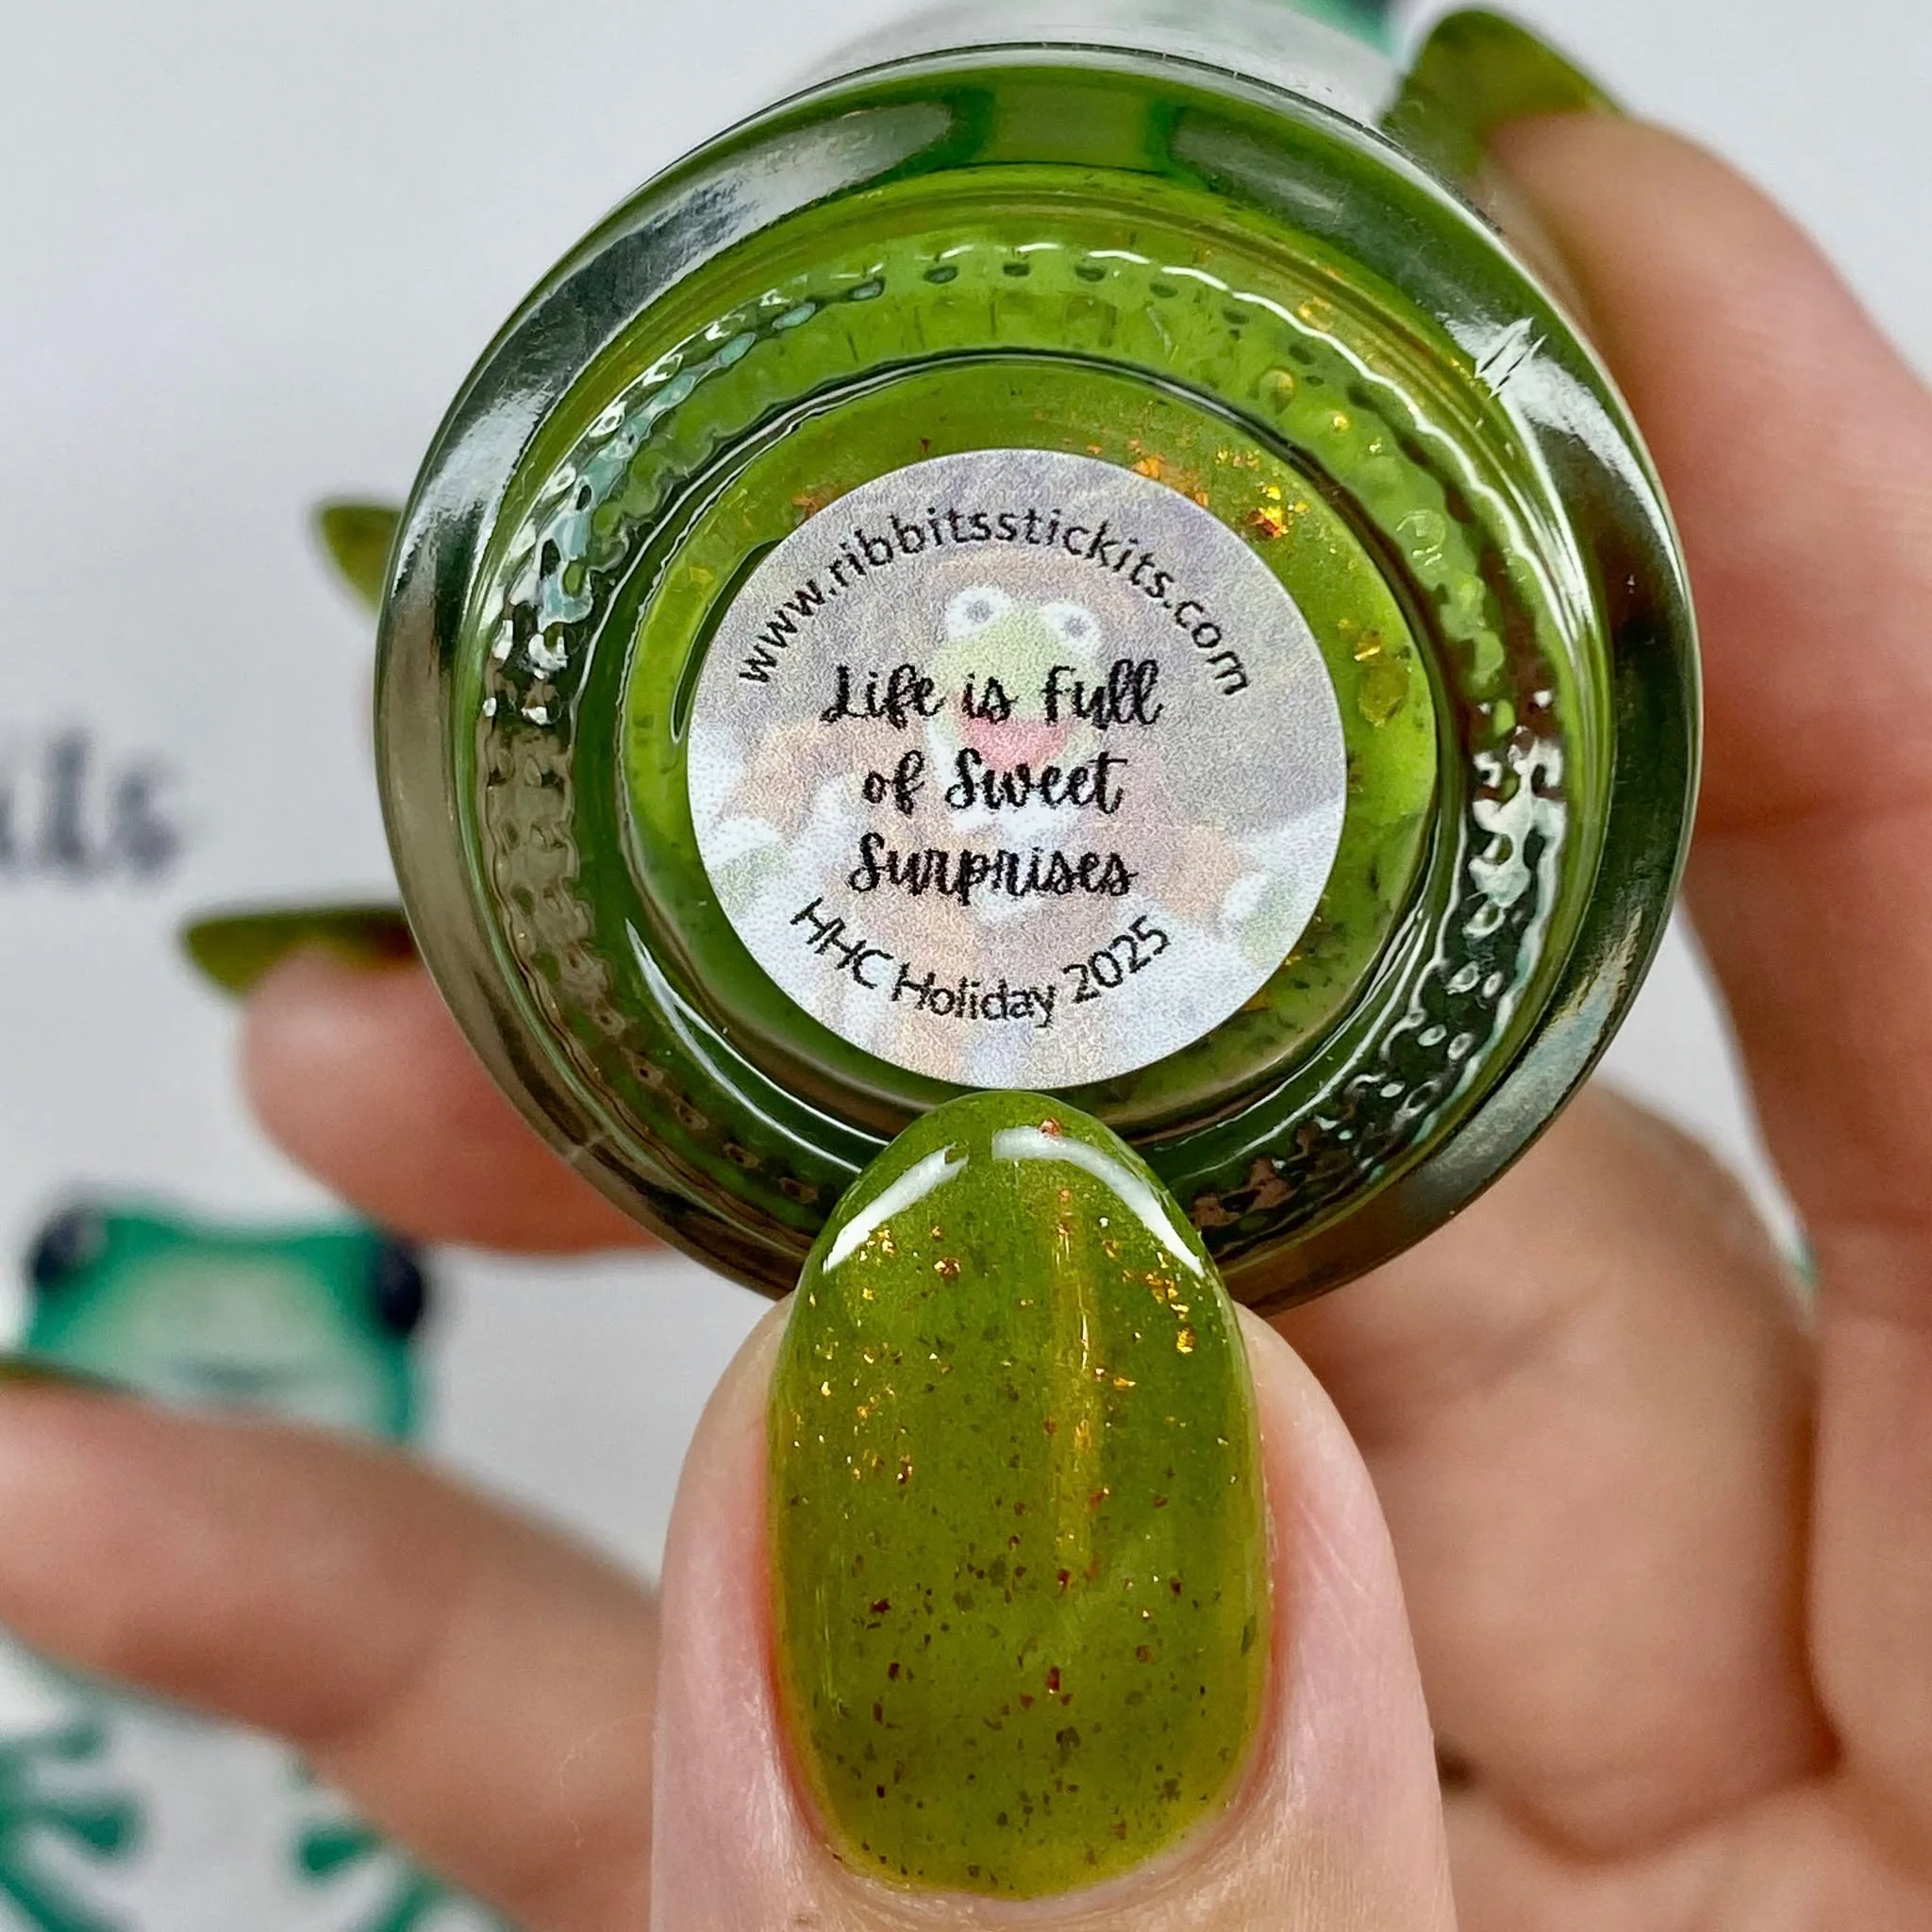 www.ribbitsstickits.com
Life is Full
of Sweet
Surprises
HHC Holiday 2025